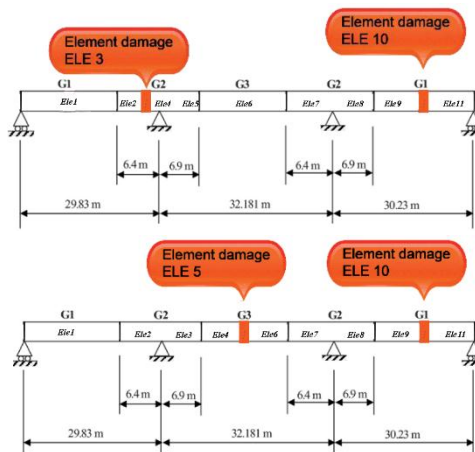 Element damage
ELE 3
Element damage
ELE 10
G1 G2 G3 G2 G1
Ele1 Ele2 Ele4 Ele5 Ele6 Ele7 Ele8 Ele9 Ele11
6.4 m 6.9 m 6.4 m 6.9 m
29.83 m 32.181 m 30.23 m
Element damage
ELE 5
Element damage
ELE 10
G1 G2 G3 G2 G1
Ele1 Ele2 Ele3 Ele4 Ele6 Ele7 Ele8 Ele9 Ele11
6.4 m 6.9 m 6.4 m 6.9 m
29.83 m 32.181 m 30.23 m